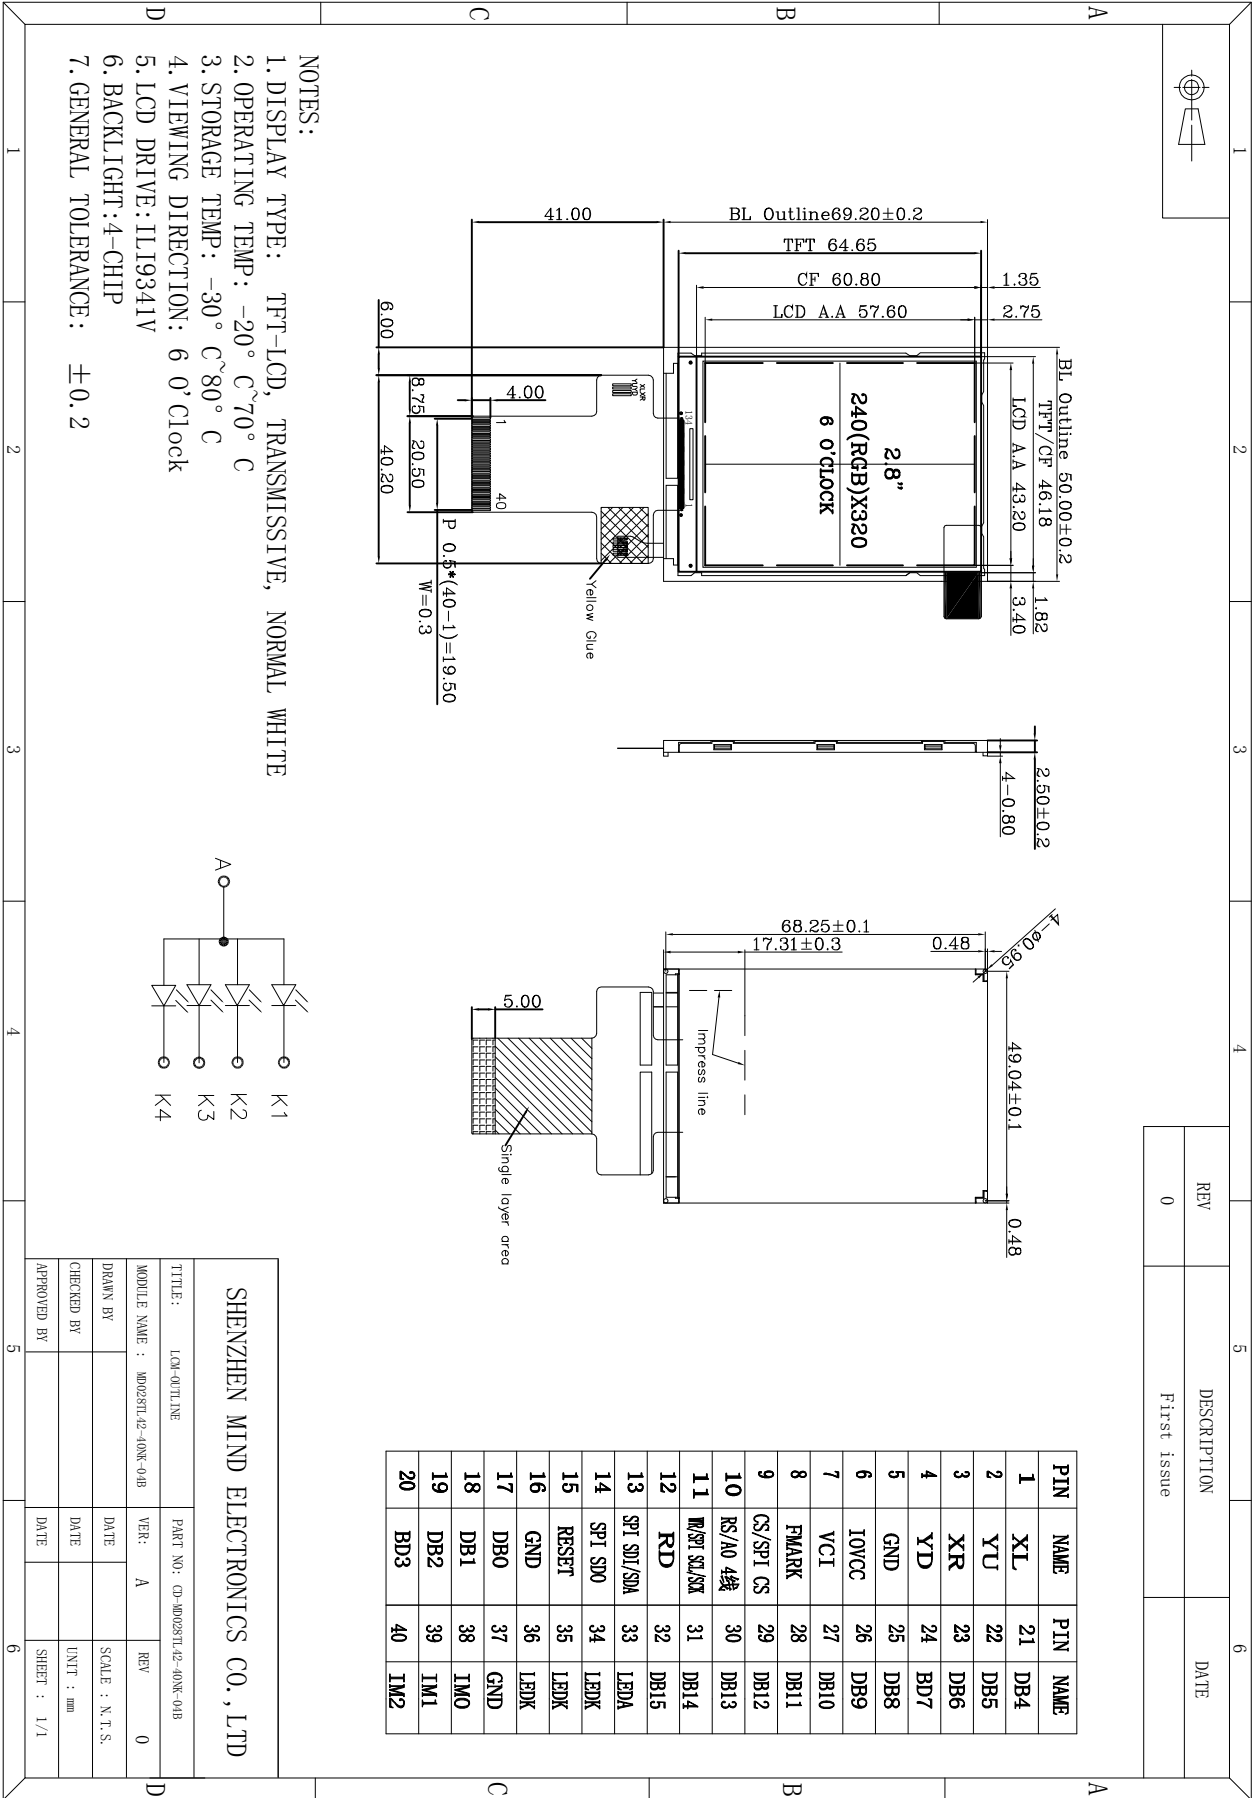 D
C
B
A
1
2
3
4
5
6
REV
DESCRIPTION
DATE
0
First issue
BL Outline 50.00±0.2
TFT/CF 46.18
1.82
LCD A.A 43.20
3.40
BL Outline69.20±0.2
TFT 64.65
CF 60.80
1.35
LCD A.A 57.60
2.75
41.00
6.00
2.8"
240(RGB)X320
6 O'CLOCK
134
1
4.00
1
40
8.75
20.50
40.20
P 0.5*(40-1)=19.50
W=0.3
Yellow Glue
2.50±0.2
4-0.80
4-ø0.95
68.25±0.1
17.31±0.3
0.48
49.04±0.1
0.48
Impress line
5.00
Single layer area
PIN NAME PIN NAME
1 XL 21 DB4
2 YU 22 DB5
3 XR 23 DB6
4 YD 24 BD7
5 GND 25 DB8
6 IOVCC 26 DB9
7 VCI 27 DB10
8 FMARK 28 DB11
9 CS/SPI CS 29 DB12
10 RS/A0 4线 30 DB13
11 WR/SPI SCL/SCK 31 DB14
12 RD 32 DB15
13 SPI SDI/SDA 33 LEDA
14 SPI SDO 34 LEDK
15 RESET 35 LEDK
16 GND 36 LEDK
17 DB0 37 GND
18 DB1 38 IM0
19 DB2 39 IM1
20 BD3 40 IM2
NOTES:
1.DISPLAY TYPE: TFT-LCD, TRANSMISSIVE, NORMAL WHITE
2.OPERATING TEMP: -20° C~70° C
3.STORAGE TEMP: -30° C~80° C
4.VIEWING DIRECTION: 6 O'Clock
5.LCD DRIVE:ILI9341V
6.BACKLIGHT:4-CHIP
7.GENERAL TOLERANCE: ±0.2
A
K1
K2
K3
K4
SHENZHEN MIND ELECTRONICS CO.,LTD
TITLE: LCM-OUTLINE
PART NO: CD-MD028TL42-40NK-04B
MODULE NAME : MD028TL42-40NK-04B
VER: A
REV 0
DRAWN BY
DATE
SCALE : N.T.S.
CHECKED BY
DATE
UNIT : mm
APPROVED BY
DATE
SHEET : 1/1
1
2
3
4
5
6
D
C
B
A